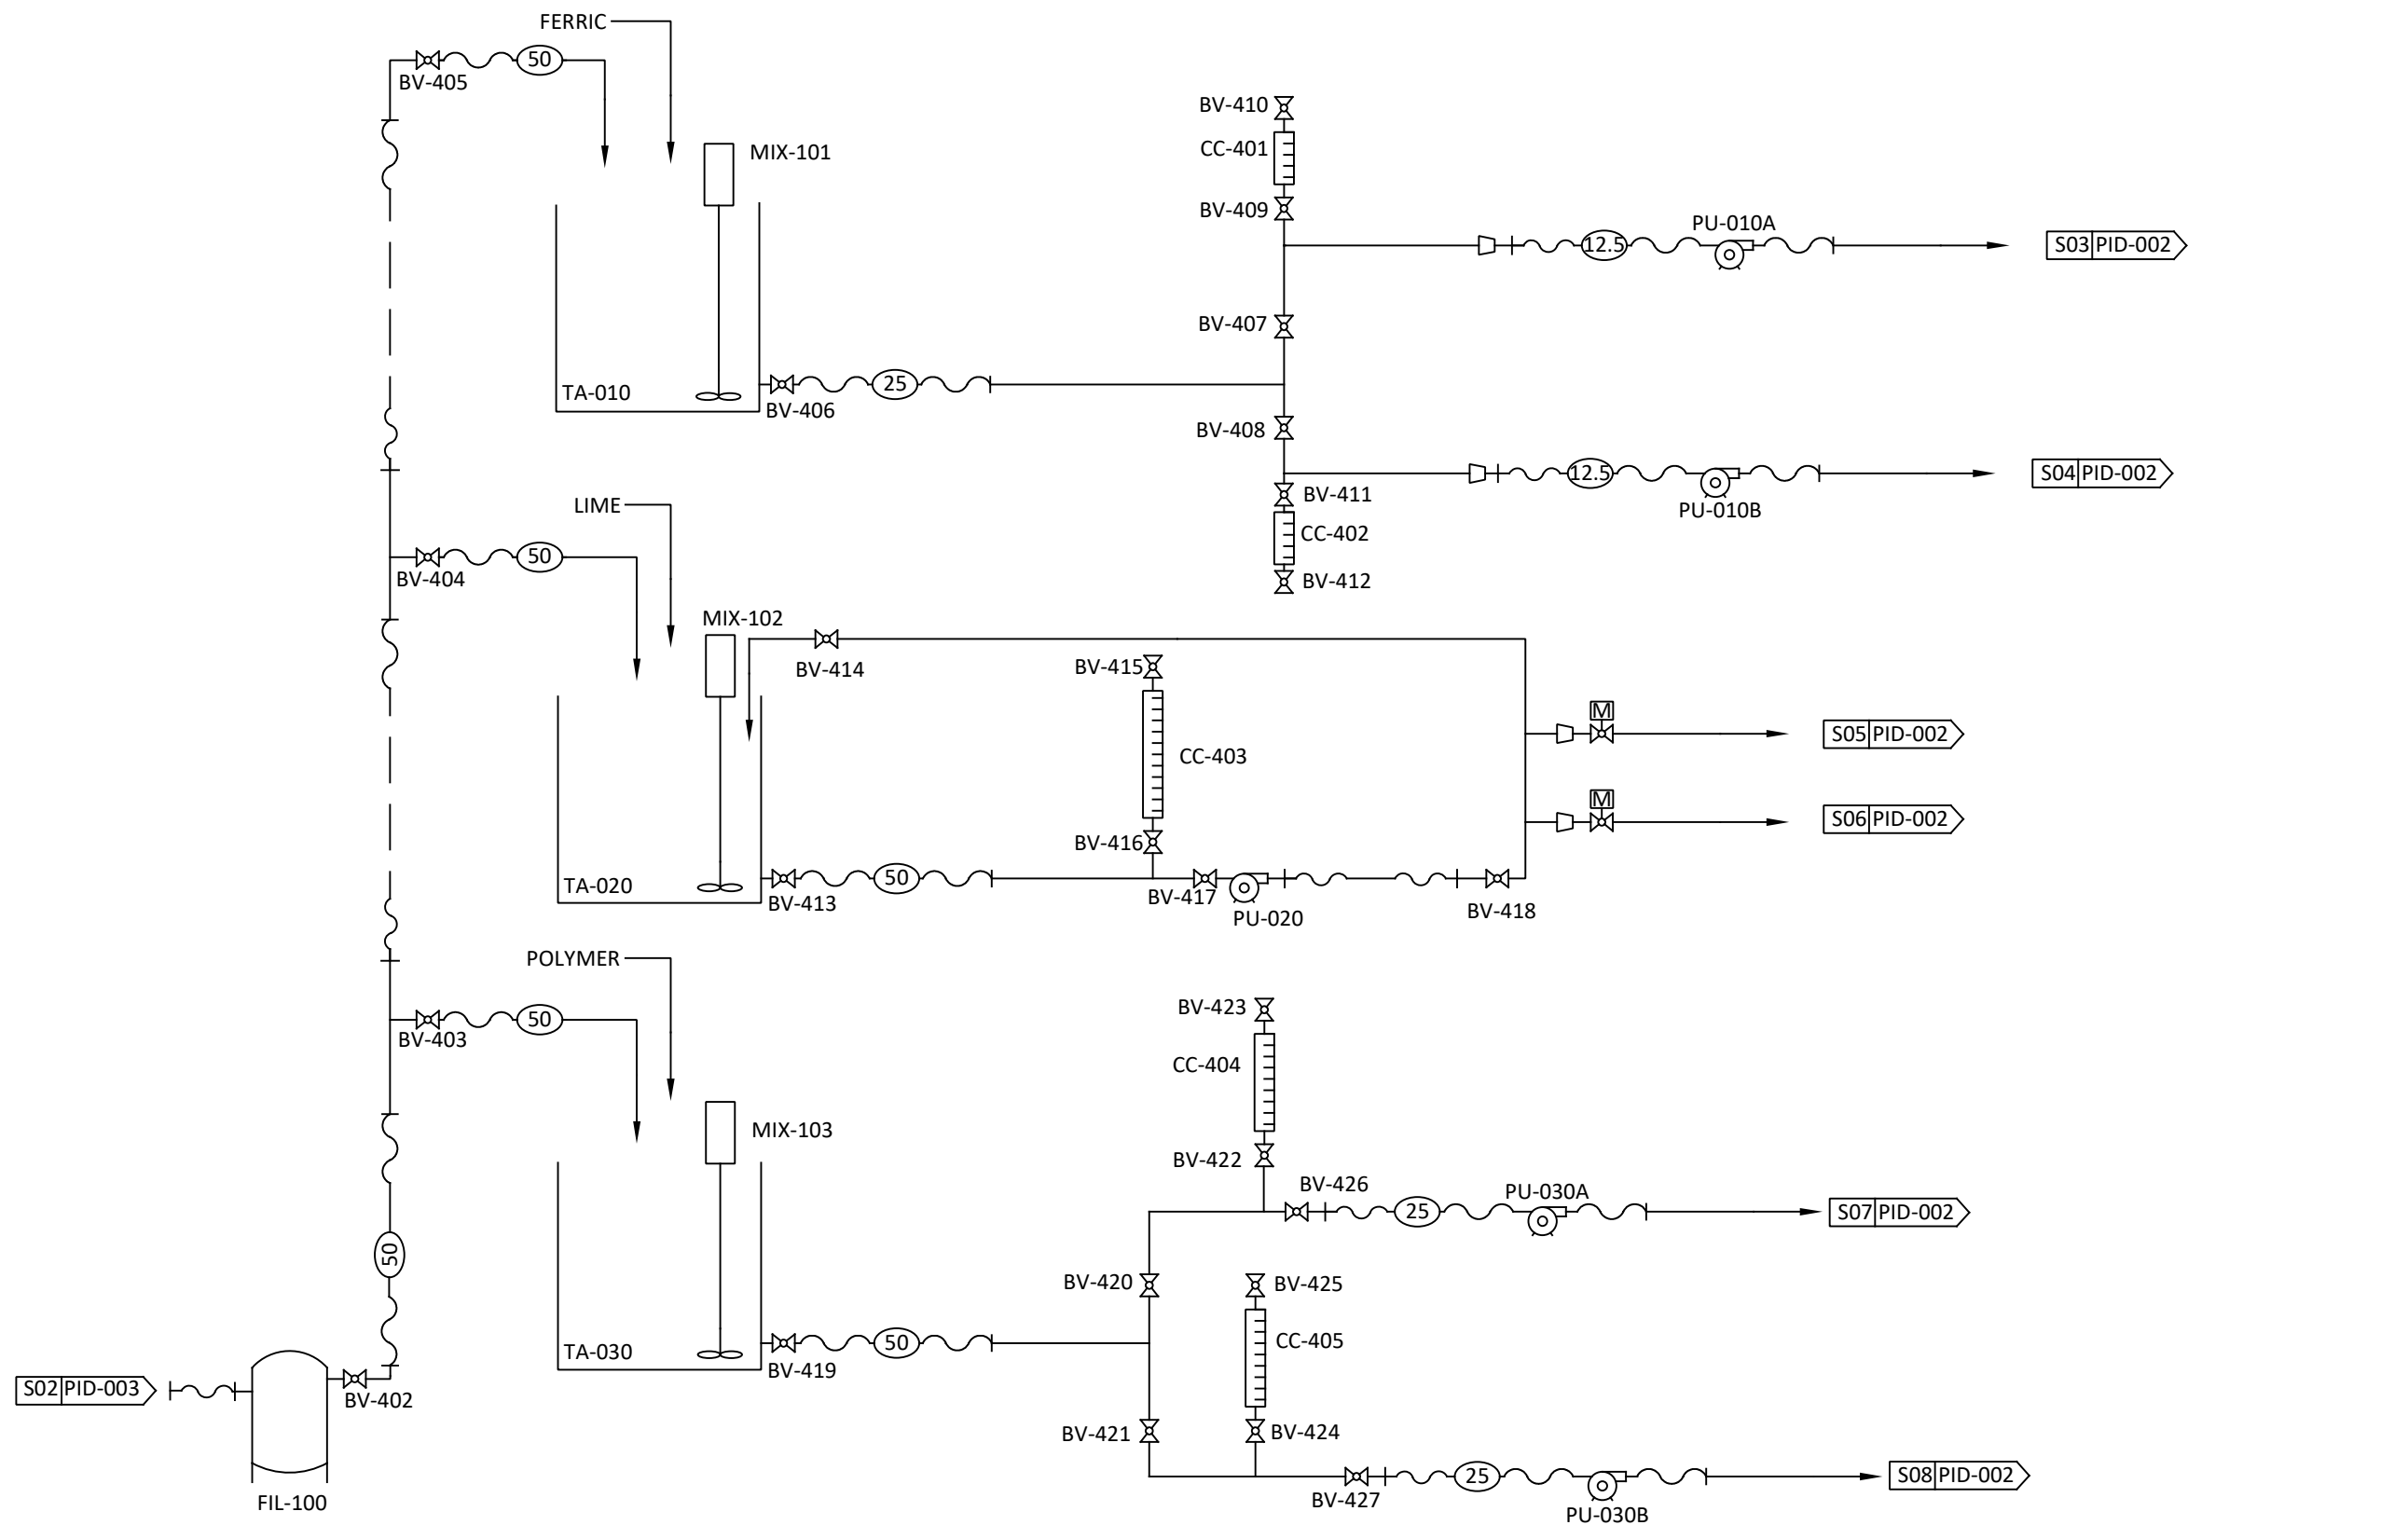 FERRIC
50
BV-405
MIX-101
BV-410
CC-401
BV-409
PU-010A
12.5
S03 PID-002
BV-407
TA-010
25
BV-406
BV-408
12.5
S04 PID-002
BV-411
PU-010B
LIME
CC-402
50
BV-404
BV-412
MIX-102
BV-414
BV-415
M
S05 PID-002
CC-403
M
S06 PID-002
BV-416
TA-020
50
BV-413
BV-417
PU-020
BV-418
POLYMER
50
BV-403
BV-423
CC-404
MIX-103
BV-422
BV-426
PU-030A
25
S07 PID-002
50
BV-420
BV-425
TA-030
50
BV-419
CC-405
S02 PID-003
BV-402
BV-421
BV-424
25
S08 PID-002
BV-427
FIL-100
PU-030B